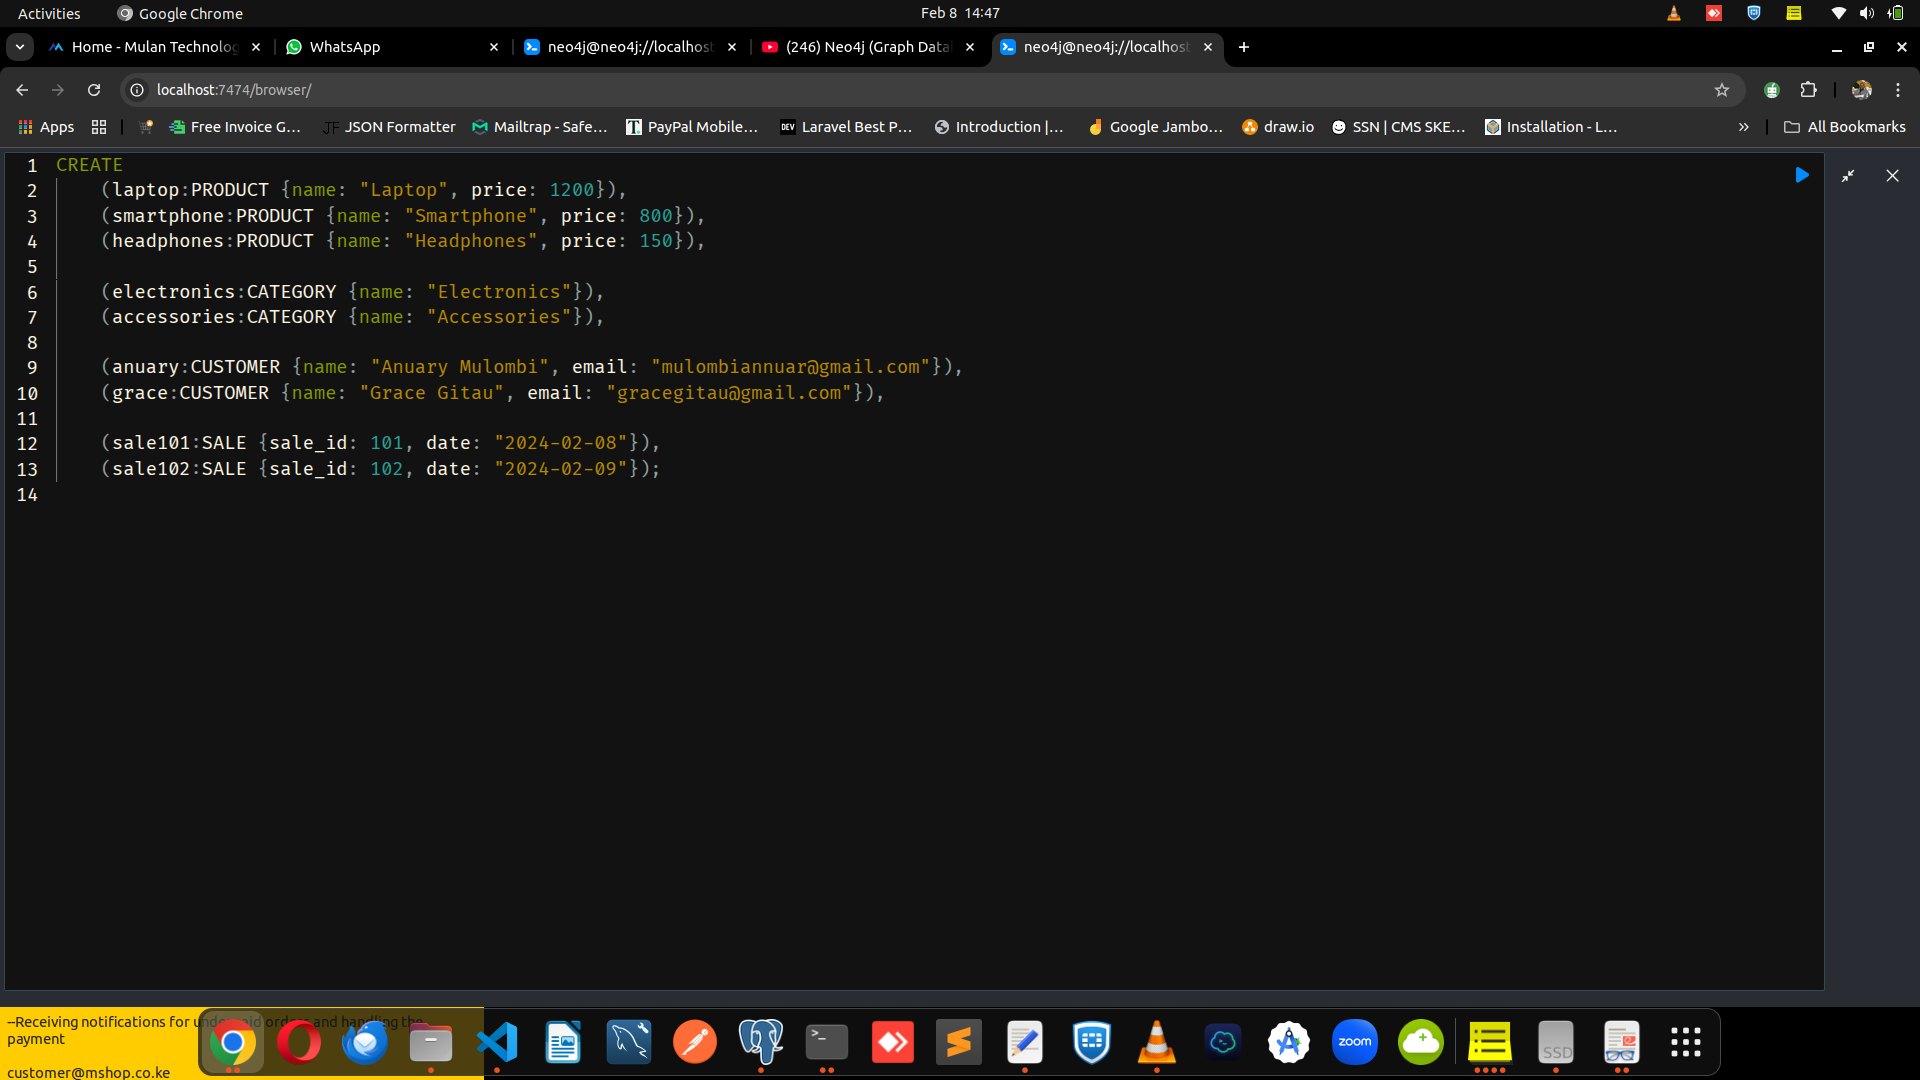 Activities
Google Chrome
Feb 8 14:47
Home - Mulan Technolog
WhatsApp
neo4j@neo4j://localhost
(246) Neo4j (Graph Data
neo4j@neo4j://localhost
localhost:7474/browser/
Apps
Free Invoice G...
JF JSON Formatter
Mailtrap - Safe...
PayPal Mobile...
DEV Laravel Best P...
Introduction |...
Google Jambo...
draw.io
SSN | CMS SKE...
Installation - L...
»
All Bookmarks
1 CREATE
2 (laptop:PRODUCT {name: "Laptop", price: 1200}),
3 (smartphone:PRODUCT {name: "Smartphone", price: 800}),
4 (headphones:PRODUCT {name: "Headphones", price: 150}),
5
6 (electronics:CATEGORY {name: "Electronics"}),
7 (accessories:CATEGORY {name: "Accessories"}),
8
9 (anuary:CUSTOMER {name: "Anuary Mulombi", email: "mulombiannuar@gmail.com"}),
10 (grace:CUSTOMER {name: "Grace Gitau", email: "gracegitau@gmail.com"}),
11
12 (sale101:SALE {sale_id: 101, date: "2024-02-08"}),
13 (sale102:SALE {sale_id: 102, date: "2024-02-09"});
14
--Receiving notifications for orders and handling the
payment
customer@mshop.co.ke
zoom
SSD